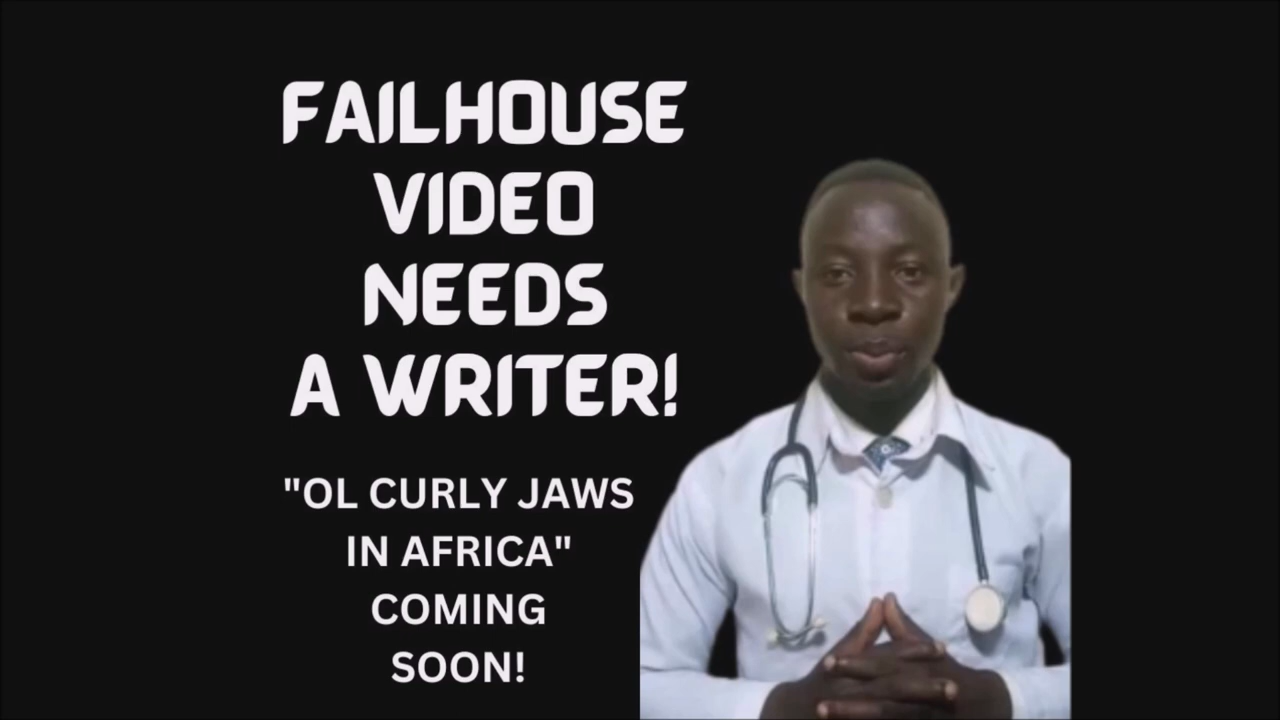 FAILHOUSE
VIDEO
NEEDS
A WRITER!
"OL CURLY JAWS
IN AFRICA"
COMING
SOON!